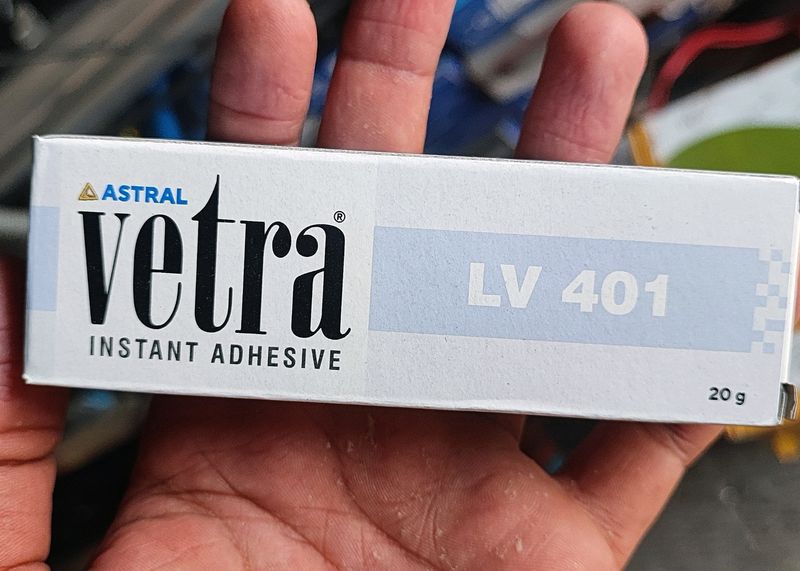 ASTRAL
vetra®
INSTANT ADHESIVE
LV 401
20 g